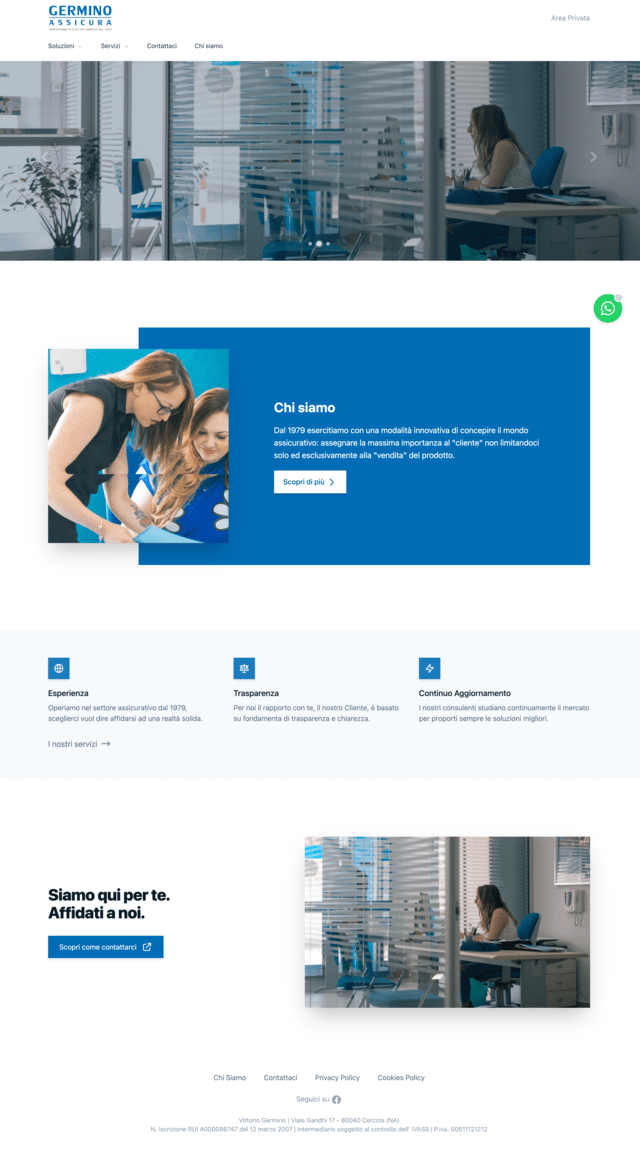 GERMINO
ASSICURA
Area Privata
Soluzioni
Servizi
Contattaci
Chi siamo
Chi siamo
Dal 1979 esercitiamo con una modalità innovativa di concepire il mondo
assicurativo: assegnare la massima importanza al "cliente" non limitandoci
solo ed esclusivamente alla "vendita" del prodotto.
Scopri di più
Esperienza
Operiamo nel settore assicurativo dal 1979,
sceglierci vuol dire affidarsi ad una realtà solida.
I nostri servizi
Trasparenza
Per noi il rapporto con te, il nostro Cliente, è basato
su fondamenta di trasparenza e chiarezza.
Continuo Aggiornamento
I nostri consulenti studiano continuamente il mercato
per proporti sempre le soluzioni migliori.
Siamo qui per te.
Affidati a noi.
Scopri come contattarci
Chi Siamo
Contattaci
Privacy Policy
Cookies Policy
Seguici su
Vittorio Germino | Viale Gandhi 17 - 80040 Cercola (NA)
N. Iscrizione RUI A000086747 dal 12 marzo 2007 | Intermediario soggetto al controllo dell' IVASS | P.iva. 00511121212